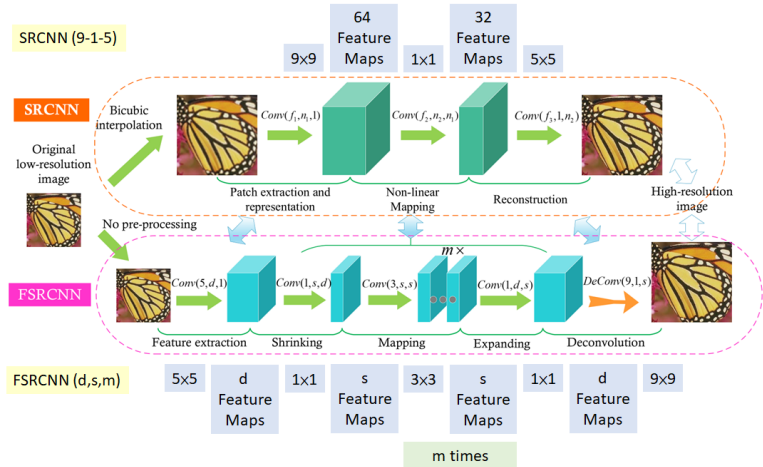 SRCNN (9-1-5)
64
Feature
Maps
32
Feature
Maps
9x9
1x1
5x5
SRCNN
Bicubic
interpolation
Conv(f₁,n₁,1)
Conv(f₂,n₂,n₁)
Conv(f₃,1,n₂)
Original
low-resolution
image
Patch extraction and
representation
Non-linear
Mapping
Reconstruction
High-resolution
image
No pre-processing
m×
FSRCNN
Conv(5,d,1)
Conv(1,s,d)
Conv(3,s,s)
Conv(1,d,s)
DeConv(9,1,s)
Feature extraction
Shrinking
Mapping
Expanding
Deconvolution
FSRCNN (d,s,m)
5x5
d
Feature
Maps
1x1
s
Feature
Maps
3x3
s
Feature
Maps
1x1
d
Feature
Maps
9x9
m times